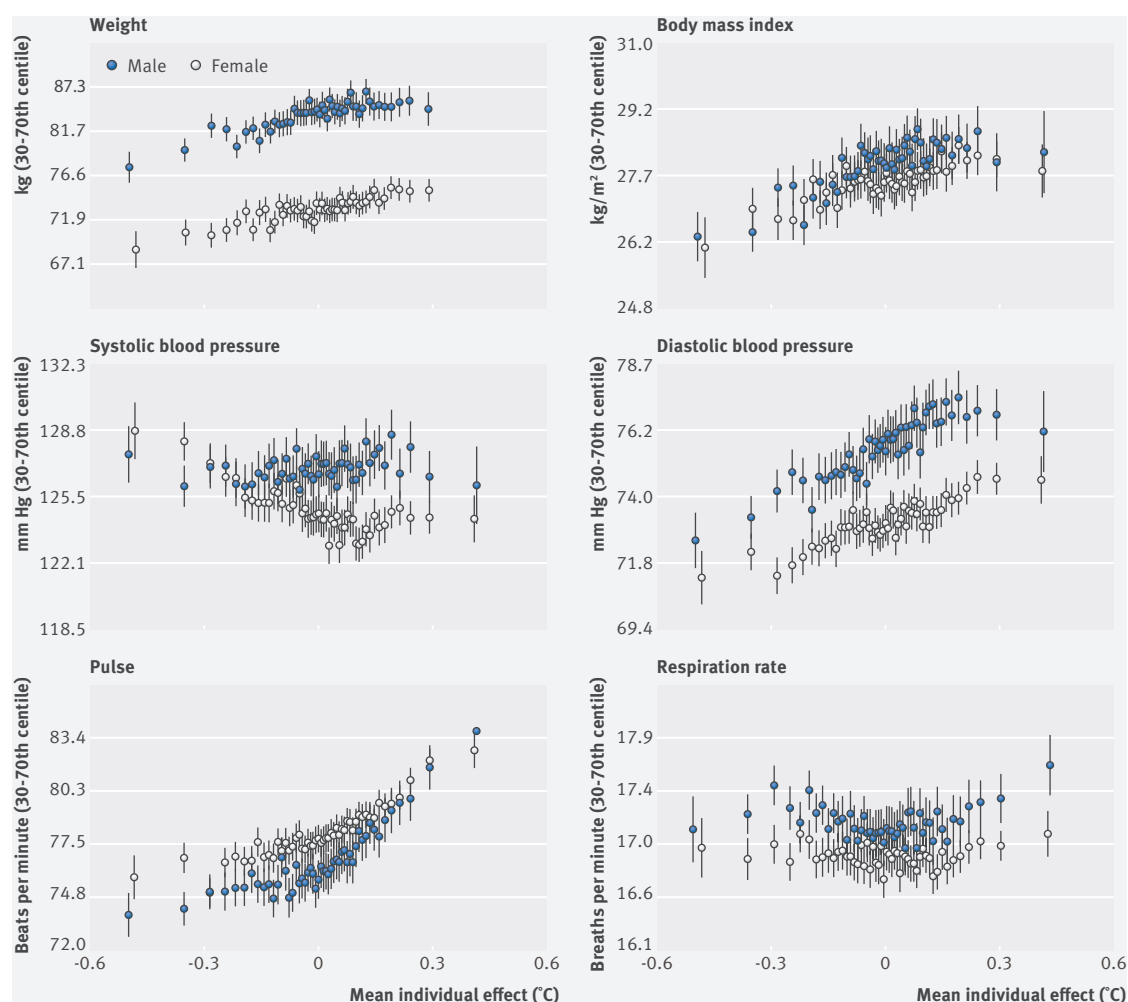 Weight
kg (30-70th centile)
87.3
81.7
76.6
71.9
67.1
Male
Female
Body mass index
kg/m² (30-70th centile)
31.0
29.2
27.7
26.2
24.8
Systolic blood pressure
mm Hg (30-70th centile)
132.3
128.8
125.5
122.1
118.5
Diastolic blood pressure
mm Hg (30-70th centile)
78.7
76.2
74.0
71.8
69.4
Pulse
Beats per minute (30-70th centile)
83.4
80.3
77.5
74.8
72.0
-0.6
-0.3
0
0.3
0.6
Mean individual effect (°C)
Respiration rate
Breaths per minute (30-70th centile)
17.9
17.4
17.0
16.6
16.1
-0.6
-0.3
0
0.3
0.6
Mean individual effect (°C)